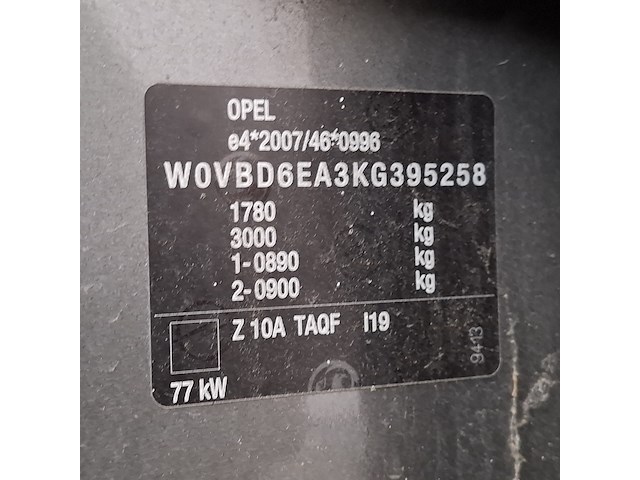 OPEL
e4*2007/46*0996
W0VBD6EA3KG395258
1780 kg
3000 kg
1-0890 kg
2-0900 kg
Z 10A TAQF I19
77 kW
9413